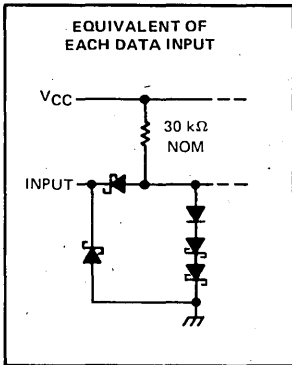 EQUIVALENT OF
EACH DATA INPUT
VCC
30 kΩ
NOM
INPUT